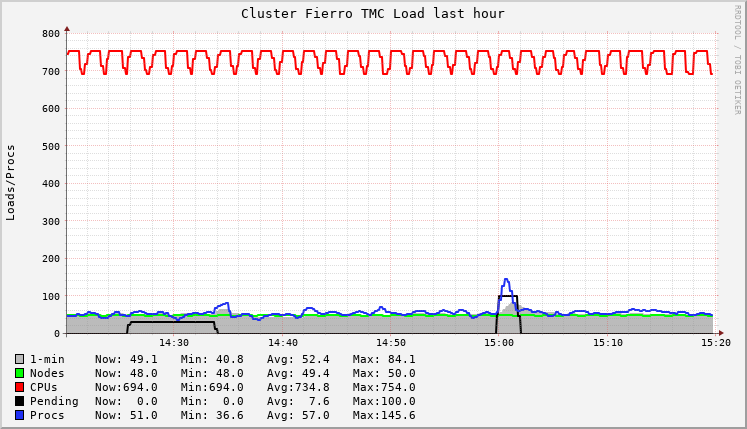 Cluster Fierro TMC Load last hour
RRDTOOL / TOBI OETIKER
Loads/Procs
800
700
600
500
400
300
200
100
0
14:30 14:40 14:50 15:00 15:10 15:20
1-min Now: 49.1 Min: 40.8 Avg: 52.4 Max: 84.1
Nodes Now: 48.0 Min: 48.0 Avg: 49.4 Max: 50.0
CPUs Now:694.0 Min:694.0 Avg:734.8 Max:754.0
Pending Now: 0.0 Min: 0.0 Avg: 7.6 Max:100.0
Procs Now: 51.0 Min: 36.6 Avg: 57.0 Max:145.6